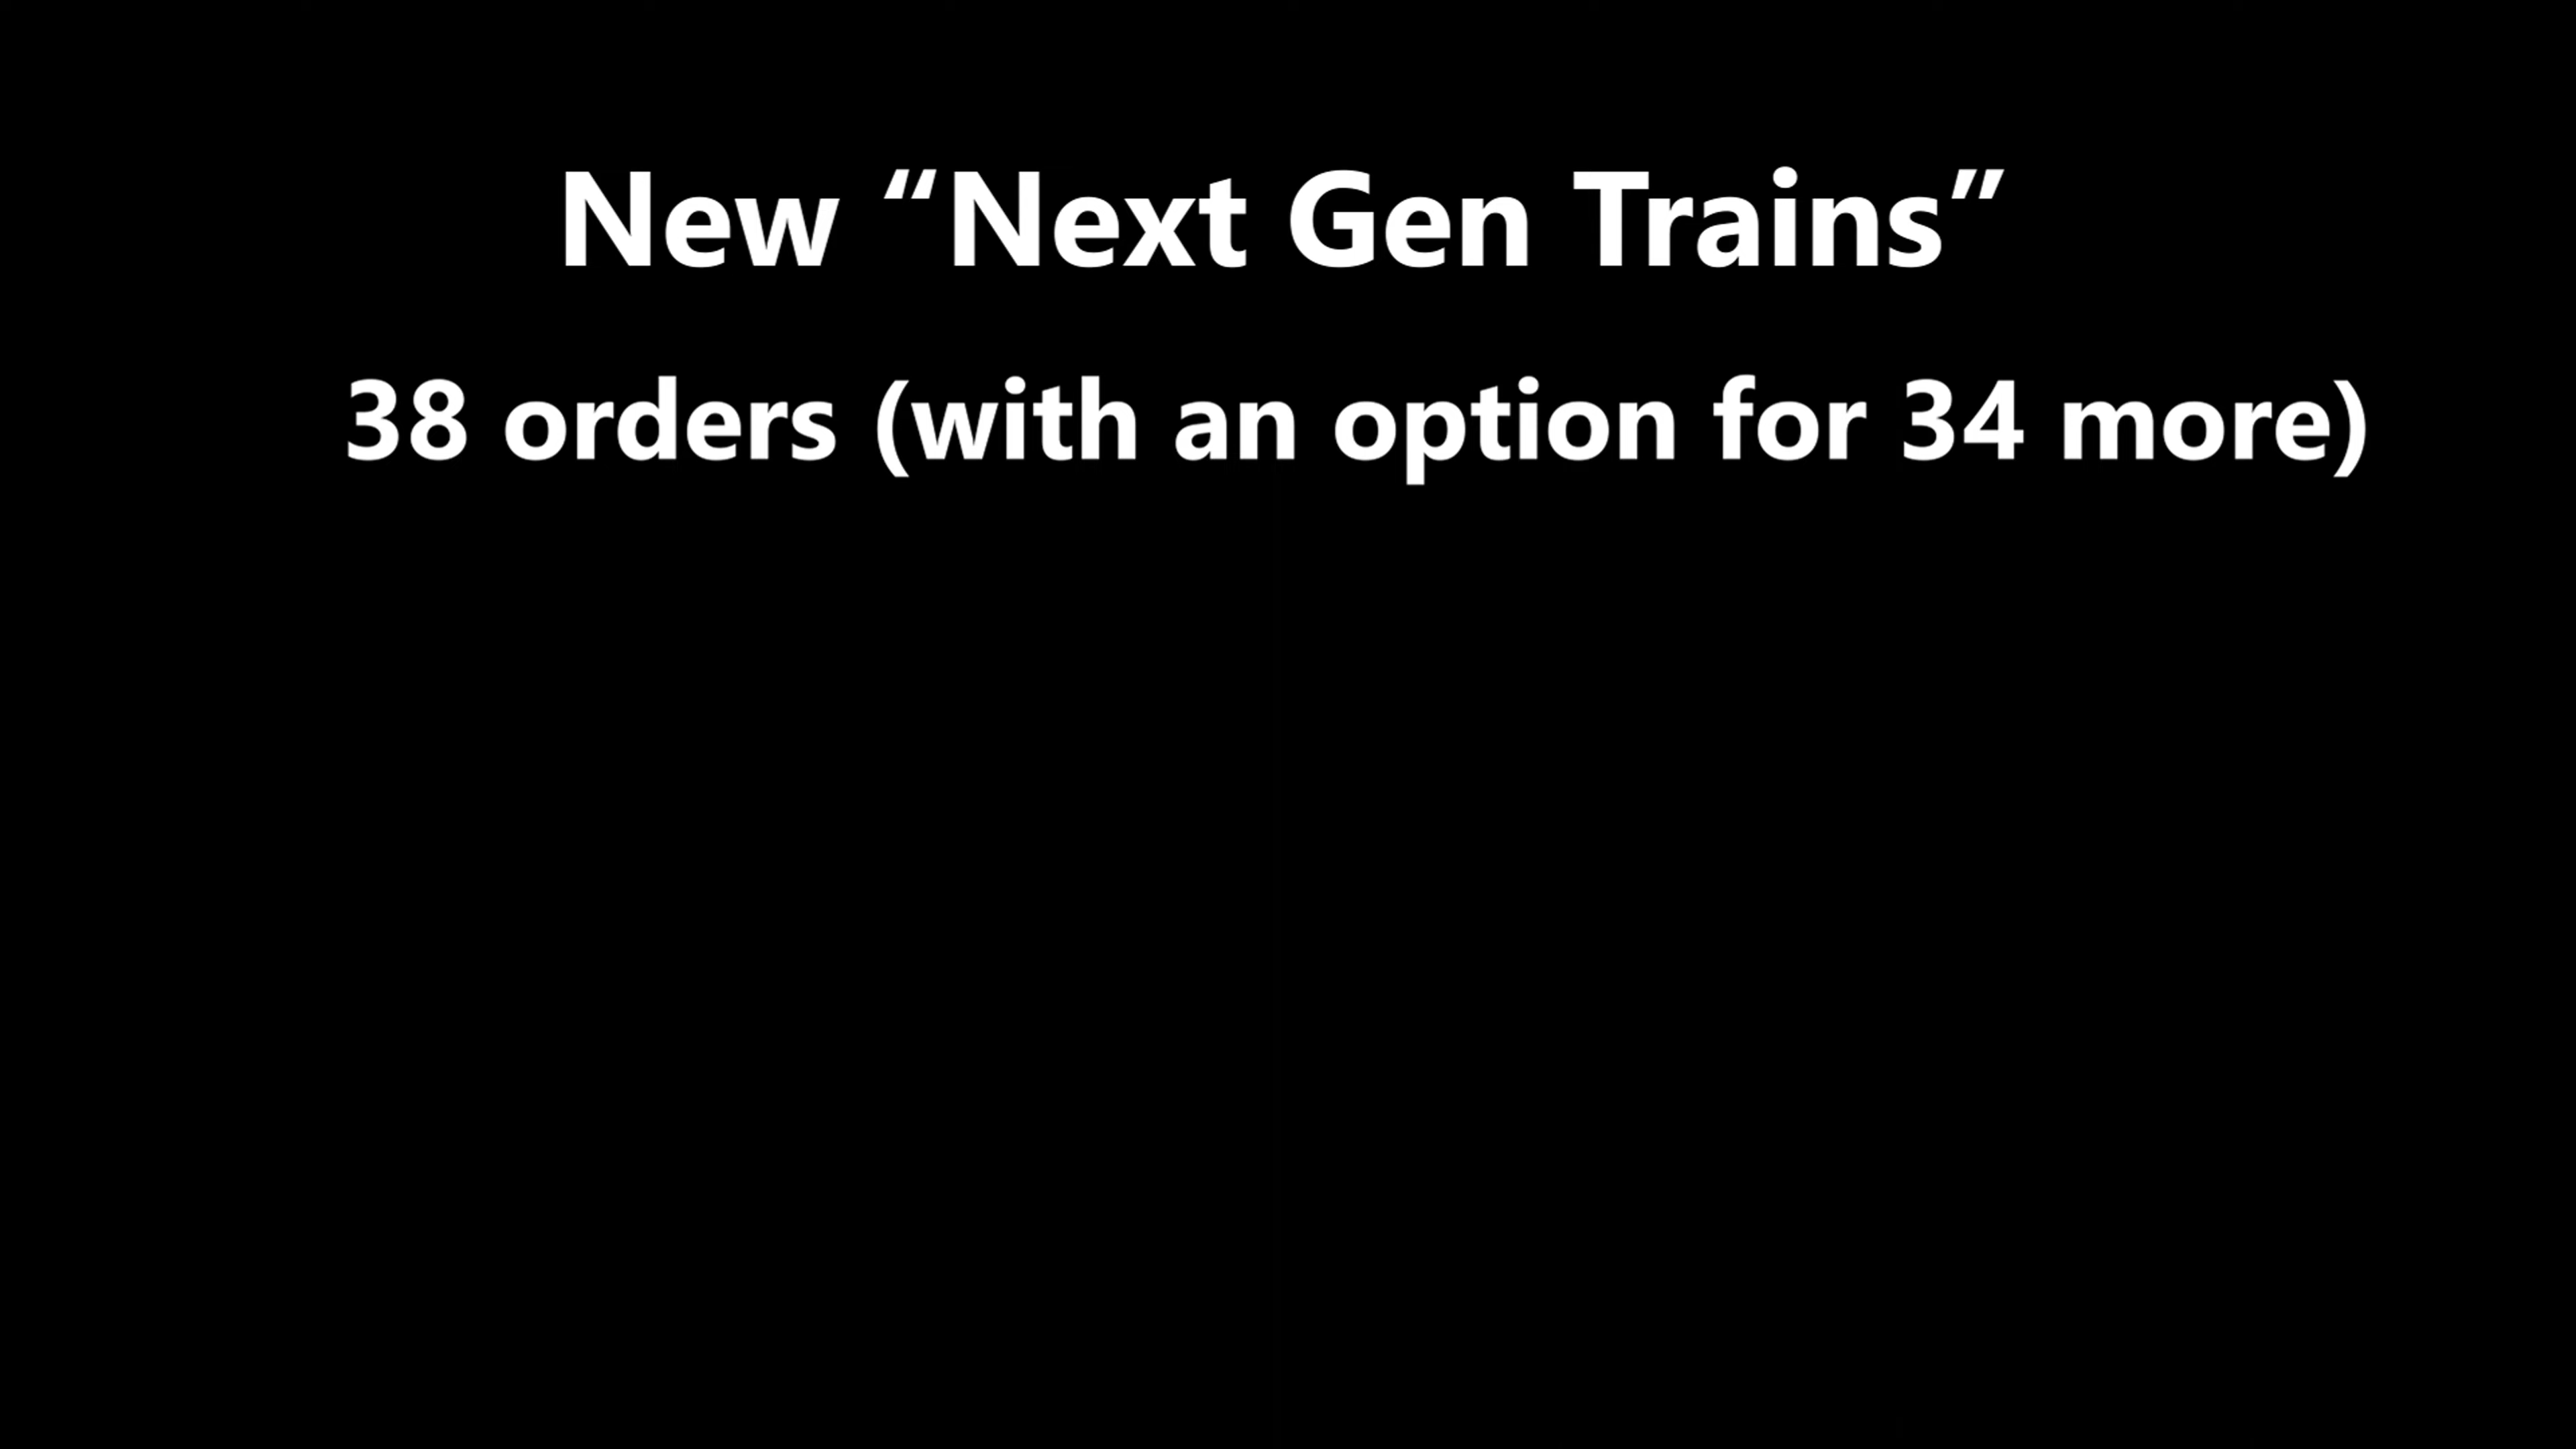 New “Next Gen Trains”
38 orders (with an option for 34 more)